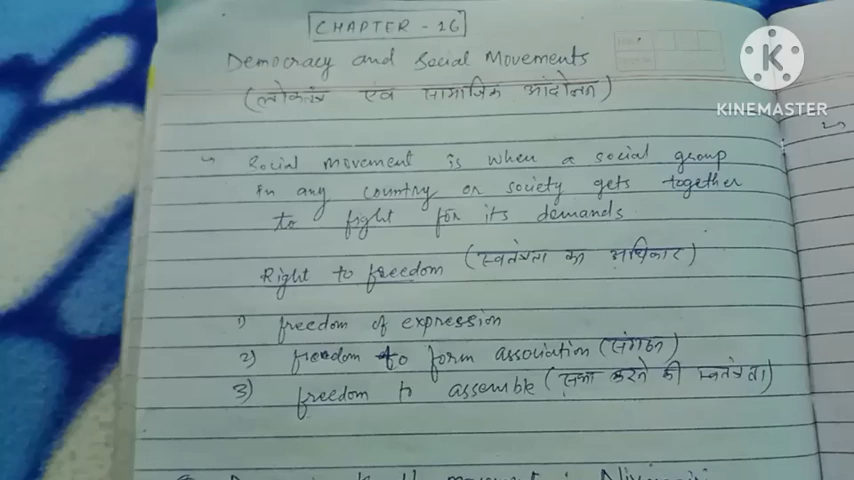 CHAPTER - 16
Democracy and Social Movements
(लोकतंत्र एवं सामाजिक आंदोलन)
Social movement is when a social group
in any country or society gets together
to fight for its demands
Right to freedom (स्वतंत्रता का अधिकार)
1) freedom of expression
2) freedom to form association (संगठन)
3) freedom to assemble (सभा करने की स्वतंत्रता)
K
KINEMASTER